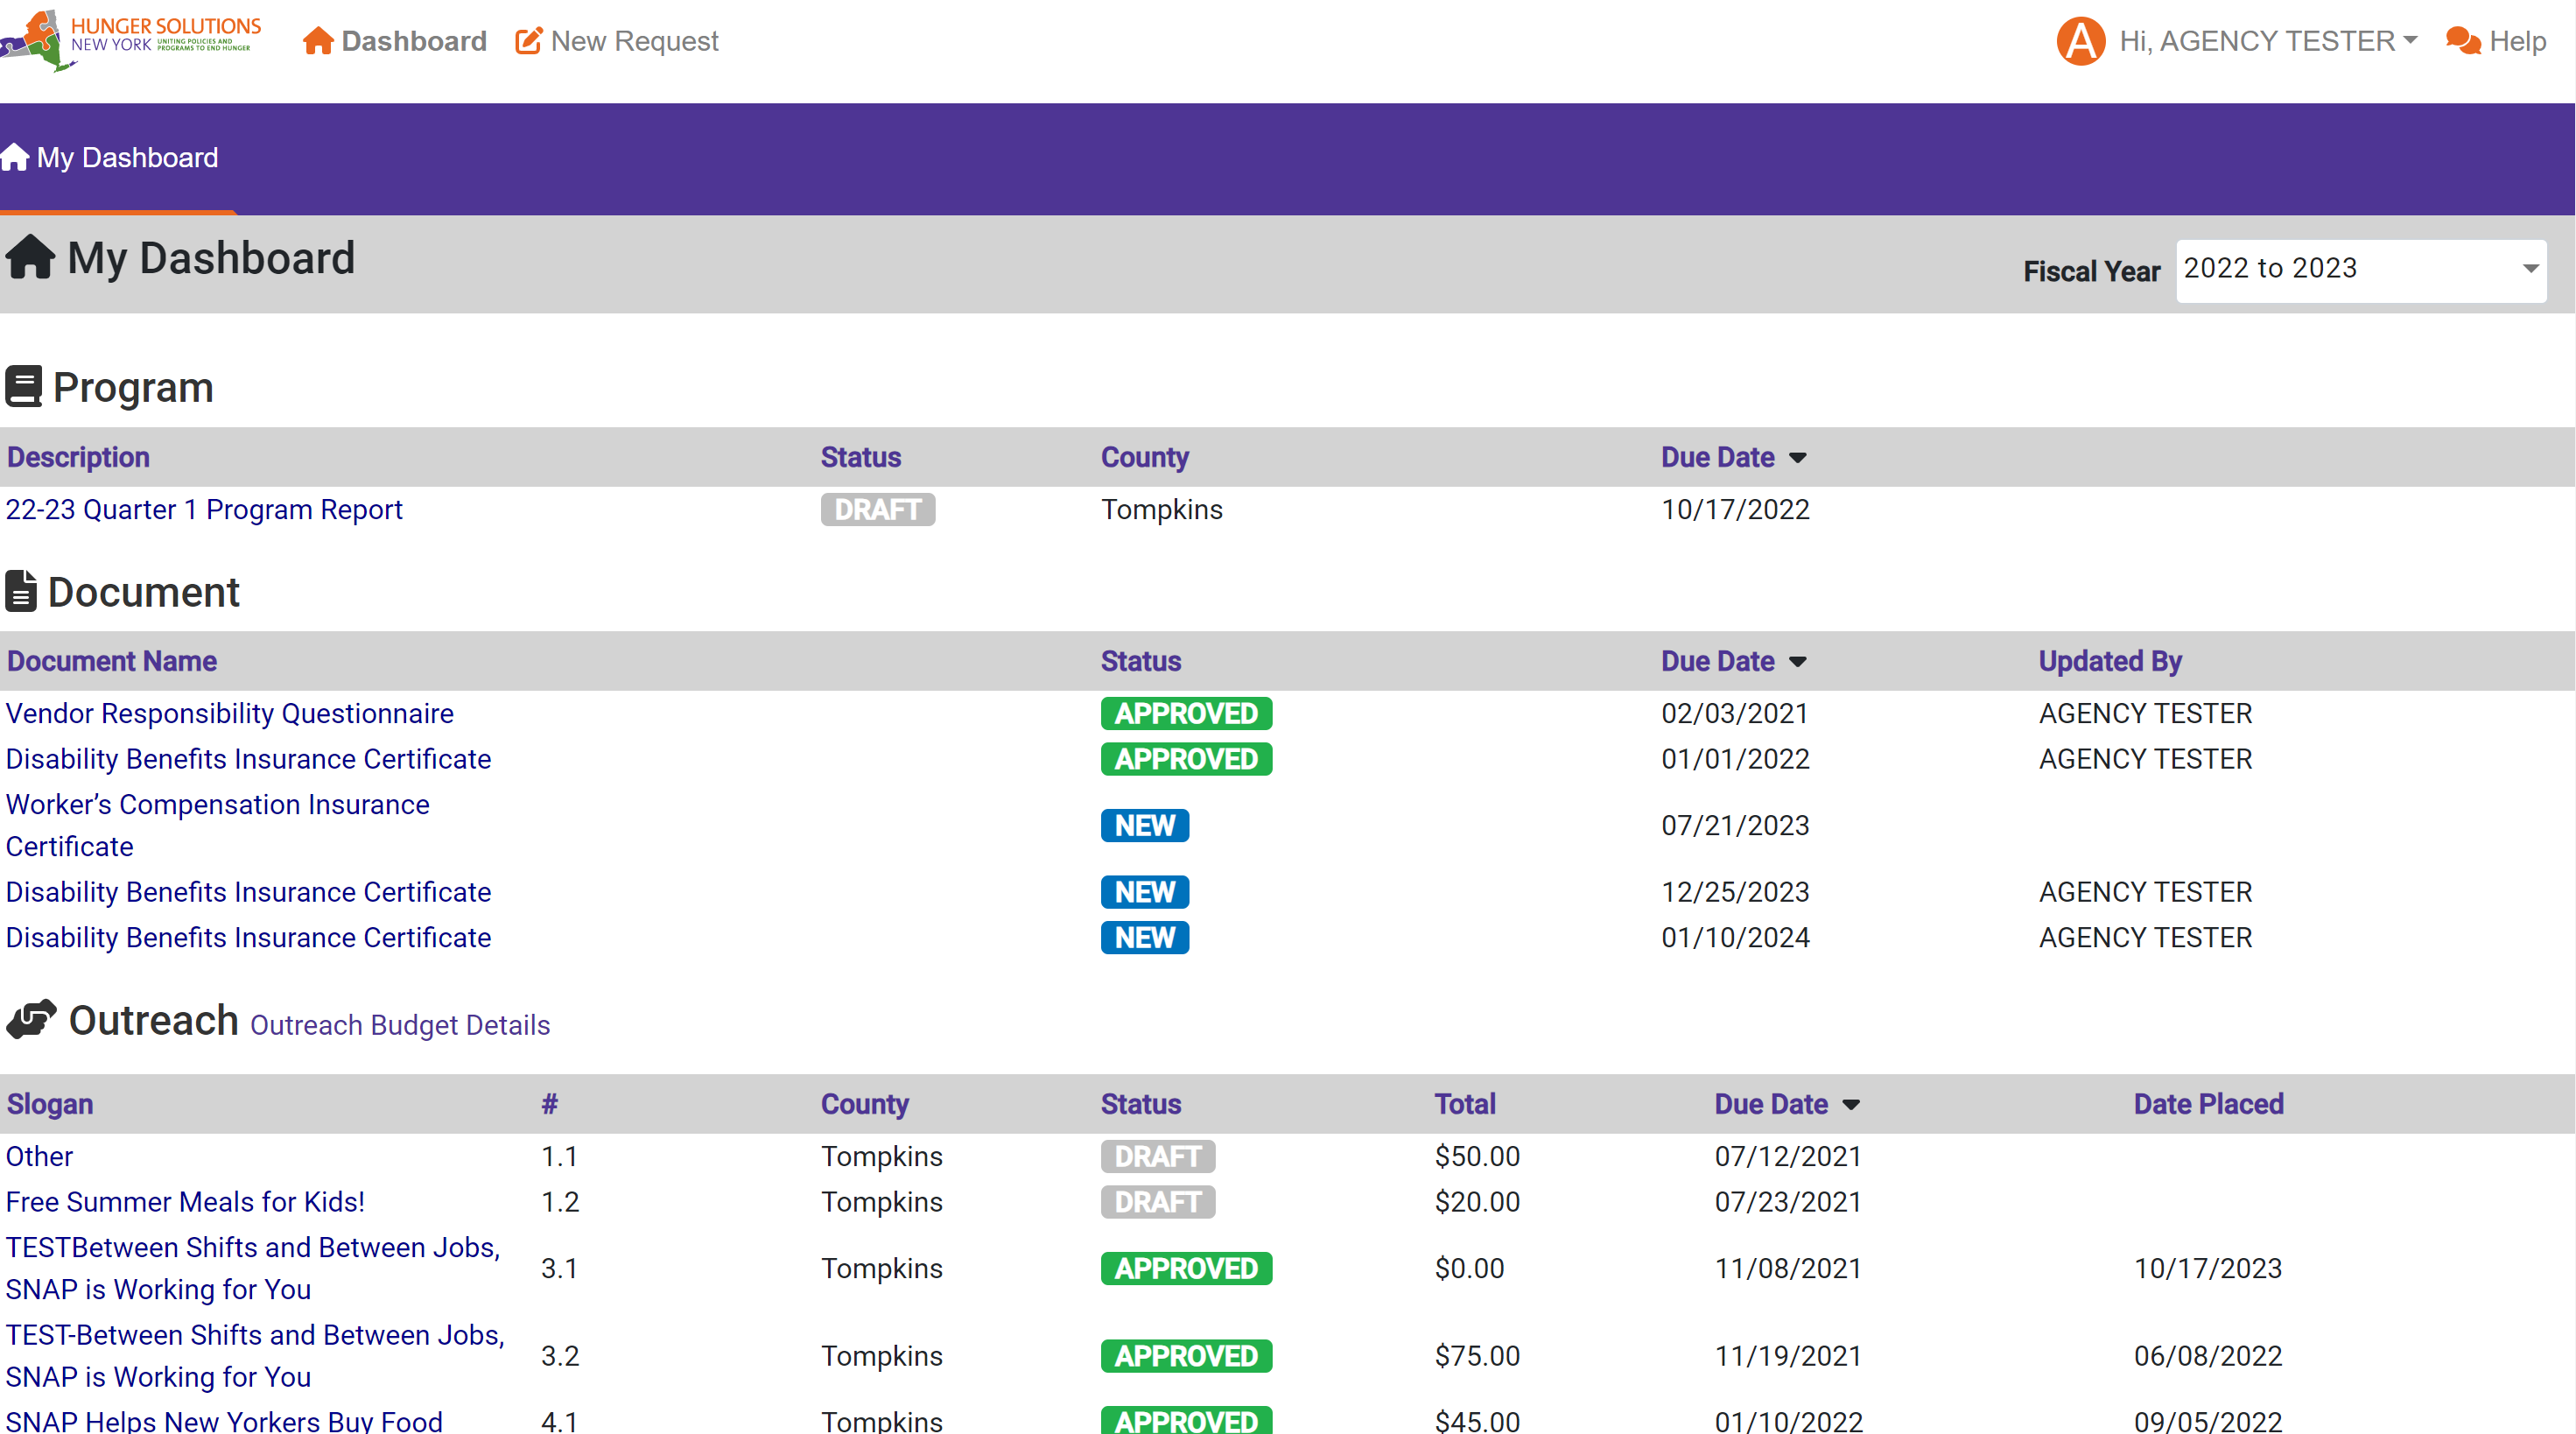 HUNGER SOLUTIONS
NEW YORK UNITING POLICIES AND PROGRAMS TO END HUNGER
Dashboard New Request
A Hi, AGENCY TESTER Help
My Dashboard
My Dashboard
Fiscal Year 2022 to 2023
Program
Description Status County Due Date
22-23 Quarter 1 Program Report DRAFT Tompkins 10/17/2022
Document
Document Name Status Due Date Updated By
Vendor Responsibility Questionnaire APPROVED 02/03/2021 AGENCY TESTER
Disability Benefits Insurance Certificate APPROVED 01/01/2022 AGENCY TESTER
Worker’s Compensation Insurance
Certificate NEW 07/21/2023
Disability Benefits Insurance Certificate NEW 12/25/2023 AGENCY TESTER
Disability Benefits Insurance Certificate NEW 01/10/2024 AGENCY TESTER
Outreach Outreach Budget Details
Slogan # County Status Total Due Date Date Placed
Other 1.1 Tompkins DRAFT $50.00 07/12/2021
Free Summer Meals for Kids! 1.2 Tompkins DRAFT $20.00 07/23/2021
TESTBetween Shifts and Between Jobs,
SNAP is Working for You 3.1 Tompkins APPROVED $0.00 11/08/2021 10/17/2023
TEST-Between Shifts and Between Jobs,
SNAP is Working for You 3.2 Tompkins APPROVED $75.00 11/19/2021 06/08/2022
SNAP Helps New Yorkers Buy Food 4.1 Tompkins APPROVED $45.00 01/10/2022 09/05/2022